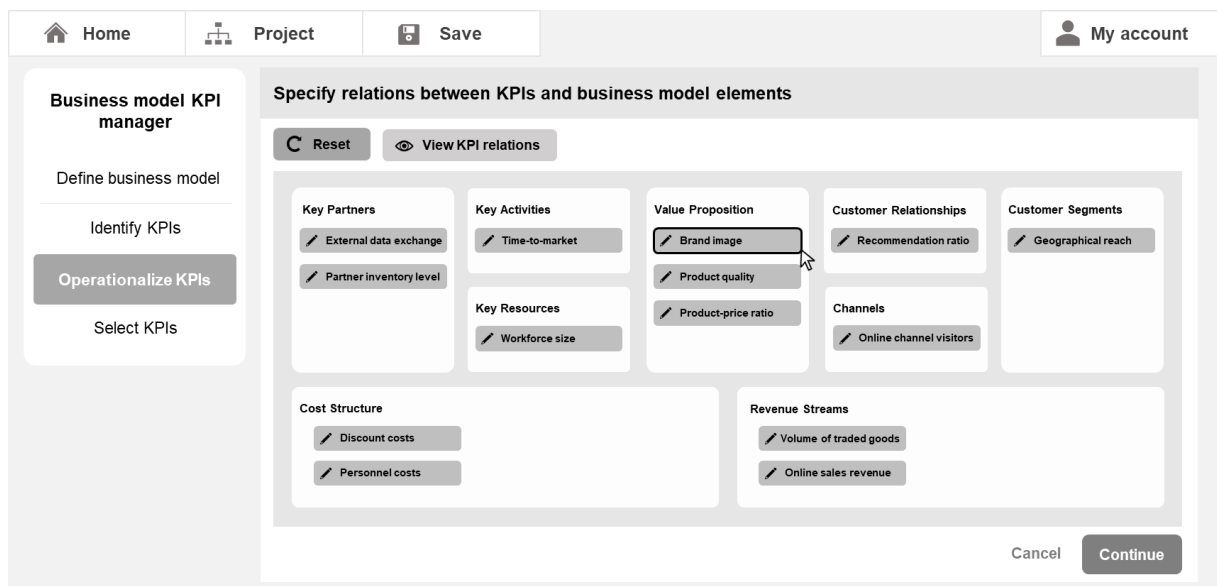 Home
Project
Save
My account
Business model KPI
manager
Define business model
Identify KPIs
Operationalize KPIs
Select KPIs
Specify relations between KPIs and business model elements
Reset
View KPI relations
Key Partners
External data exchange
Partner inventory level
Key Activities
Time-to-market
Key Resources
Workforce size
Value Proposition
Brand image
Product quality
Product-price ratio
Customer Relationships
Recommendation ratio
Channels
Online channel visitors
Customer Segments
Geographical reach
Cost Structure
Discount costs
Personnel costs
Revenue Streams
Volume of traded goods
Online sales revenue
Cancel
Continue